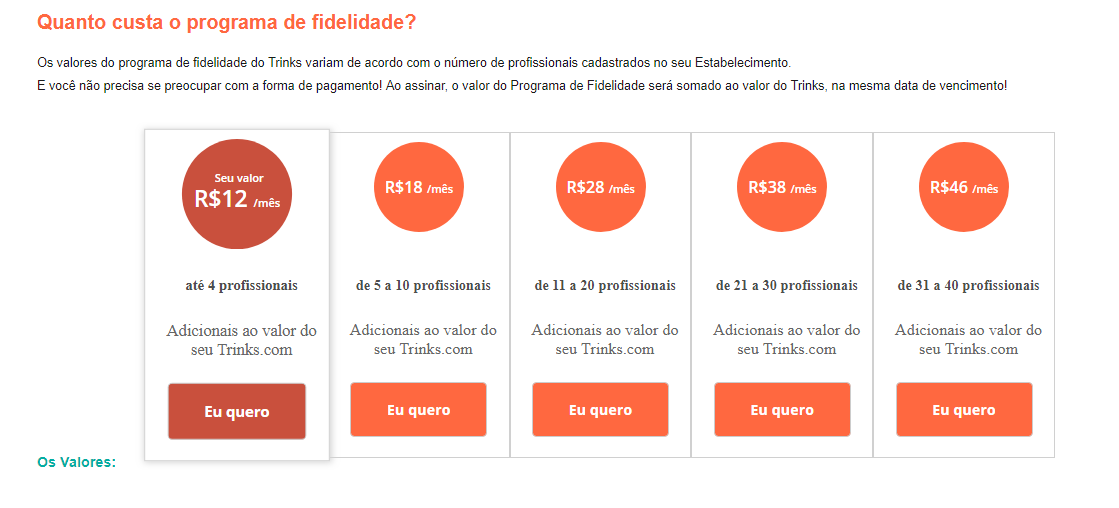 Quanto custa o programa de fidelidade?
Os valores do programa de fidelidade do Trinks variam de acordo com o número de profissionais cadastrados no seu Estabelecimento.
E você não precisa se preocupar com a forma de pagamento! Ao assinar, o valor do Programa de Fidelidade será somado ao valor do Trinks, na mesma data de vencimento!
Seu valor
R$12 /mês
até 4 profissionais
Adicionais ao valor do
seu Trinks.com
Eu quero
R$18 /mês
de 5 a 10 profissionais
Adicionais ao valor do
seu Trinks.com
Eu quero
R$28 /mês
de 11 a 20 profissionais
Adicionais ao valor do
seu Trinks.com
Eu quero
R$38 /mês
de 21 a 30 profissionais
Adicionais ao valor do
seu Trinks.com
Eu quero
R$46 /mês
de 31 a 40 profissionais
Adicionais ao valor do
seu Trinks.com
Eu quero
Os Valores: